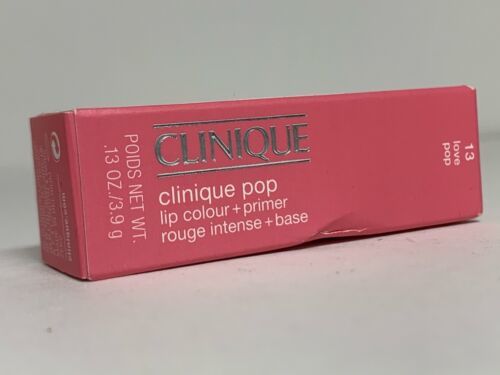 CLINIQUE
clinique pop
lip colour + primer
rouge intense + base
POIDS NET WT.
.13 OZ./3.9 g
13
love
pop